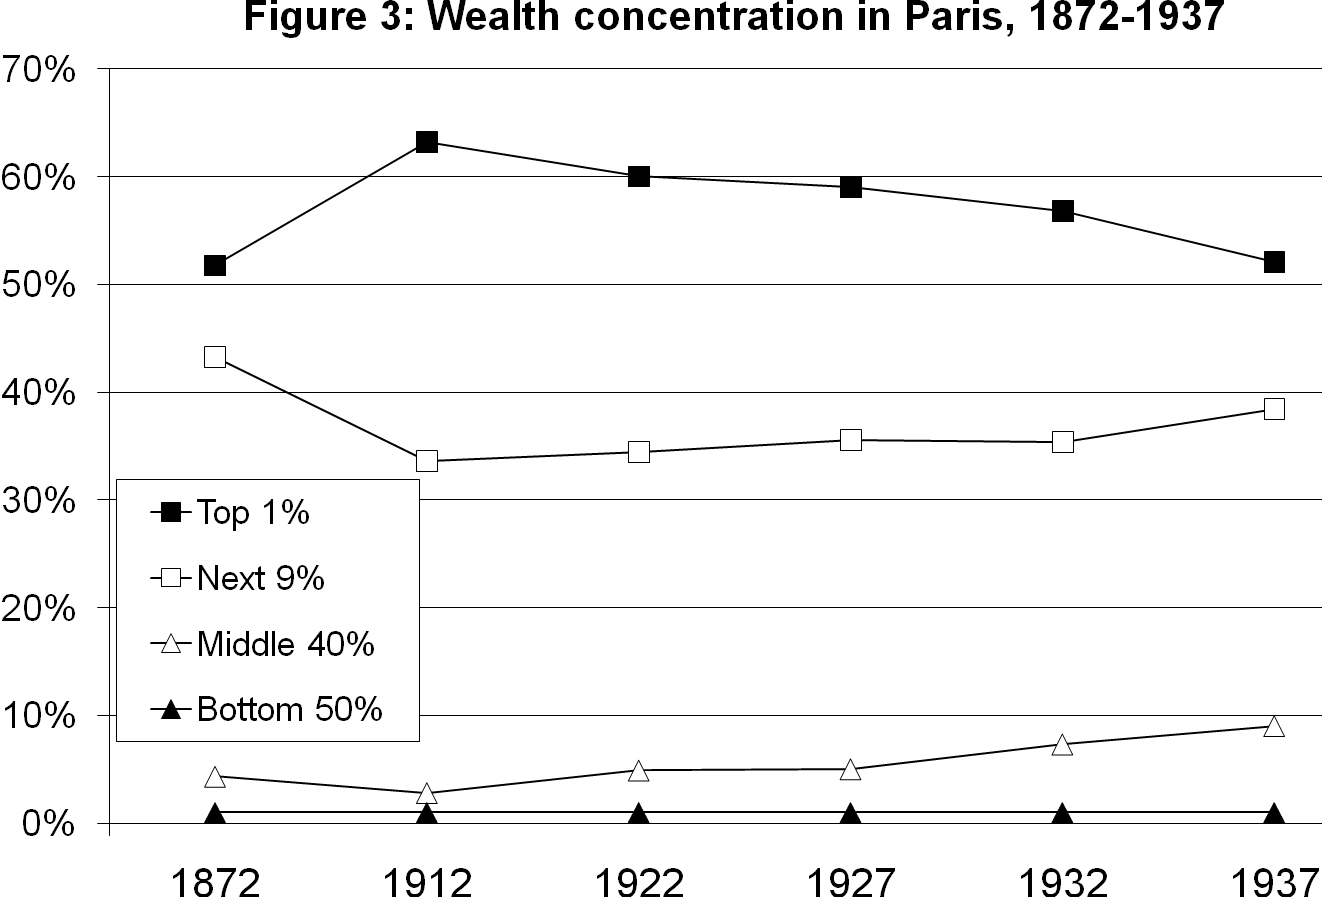 Figure 3: Wealth concentration in Paris, 1872-1937
70%
60%
50%
40%
30%
20%
10%
0%
Top 1%
Next 9%
Middle 40%
Bottom 50%
1872 1912 1922 1927 1932 1937